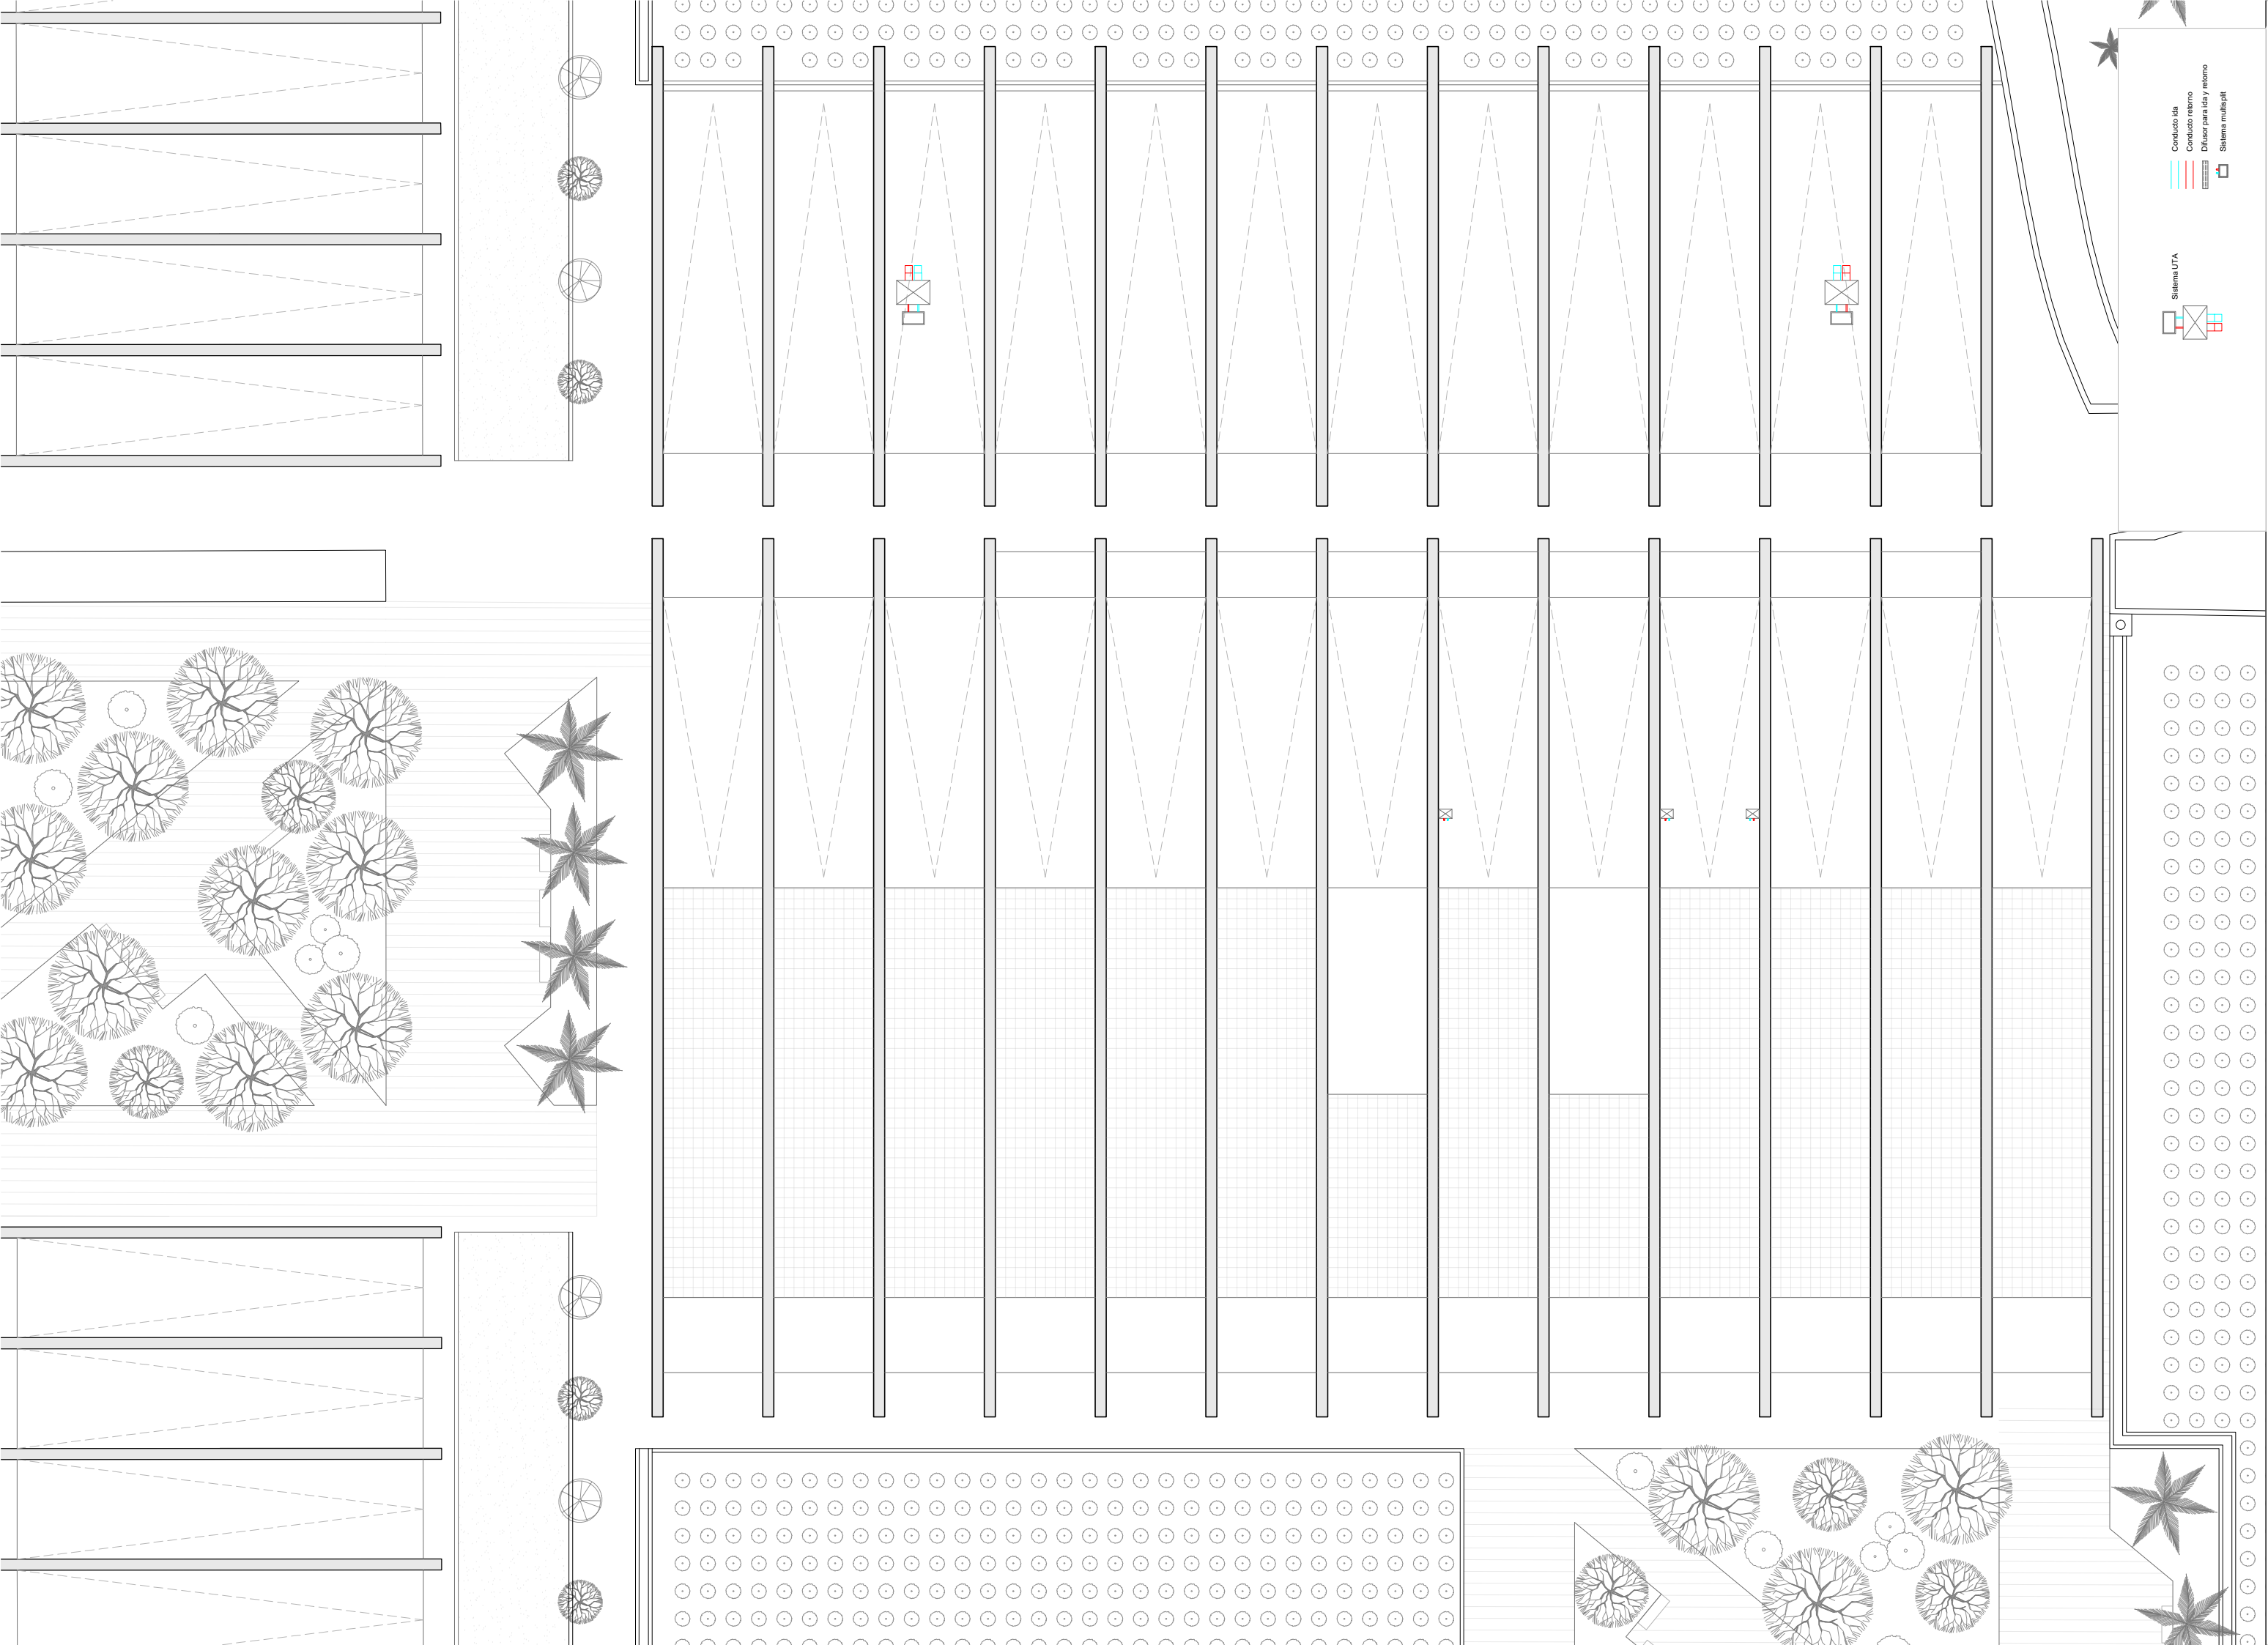 Conducto ida
Conducto retorno
Difusor para ida y retorno
Sistema multisplit
Sistema UTA